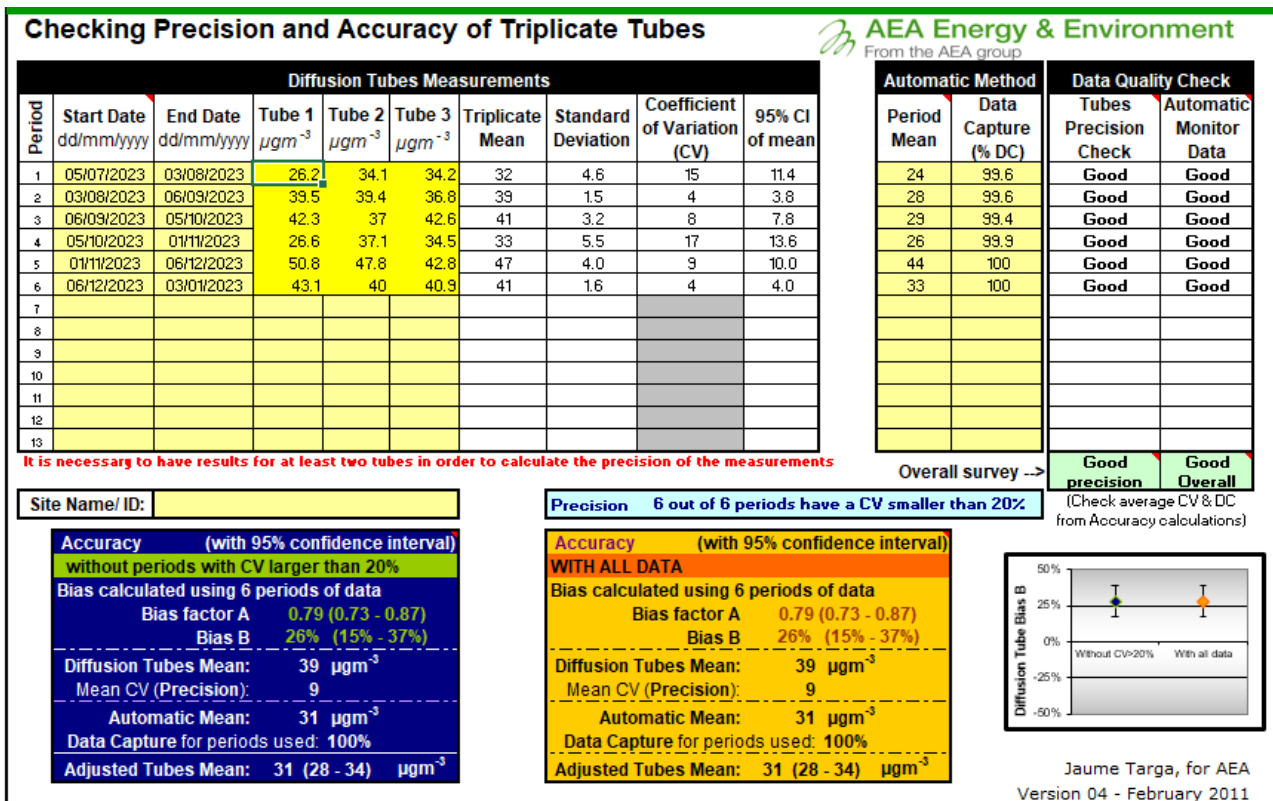 Checking Precision and Accuracy of Triplicate Tubes
AEA Energy & Environment
From the AEA group
Diffusion Tubes Measurements
Automatic Method
Data Quality Check
Period
Start Date dd/mm/yyyy
End Date dd/mm/yyyy
Tube 1 µgm-3
Tube 2 µgm-3
Tube 3 µgm-3
Triplicate Mean
Standard Deviation
Coefficient of Variation (CV)
95% CI of mean
Period Mean
Data Capture (% DC)
Tubes Precision Check
Automatic Monitor Data
1 05/07/2023 03/08/2023 26.2 34.1 34.2 32 4.6 15 11.4 24 99.6 Good Good
2 03/08/2023 06/09/2023 39.5 39.4 36.8 39 1.5 4 3.8 28 99.6 Good Good
3 06/09/2023 05/10/2023 42.3 37 42.6 41 3.2 8 7.8 29 99.4 Good Good
4 05/10/2023 01/11/2023 26.6 37.1 34.5 33 5.5 17 13.6 26 99.9 Good Good
5 01/11/2023 06/12/2023 50.8 47.8 42.8 47 4.0 9 10.0 44 100 Good Good
6 06/12/2023 03/01/2023 43.1 40 40.9 41 1.6 4 4.0 33 100 Good Good
7
8
9
10
11
12
13
It is necessary to have results for at least two tubes in order to calculate the precision of the measurements
Overall survey -->
Good precision
Good Overall
Site Name/ ID:
Precision 6 out of 6 periods have a CV smaller than 20%
(Check average CV & DC
from Accuracy calculations)
Accuracy (with 95% confidence interval)
without periods with CV larger than 20%
Bias calculated using 6 periods of data
Bias factor A 0.79 (0.73 - 0.87)
Bias B 26% (15% - 37%)
Diffusion Tubes Mean: 39 µgm-3
Mean CV (Precision): 9
Automatic Mean: 31 µgm-3
Data Capture for periods used: 100%
Adjusted Tubes Mean: 31 (28 - 34) µgm-3
Accuracy (with 95% confidence interval)
WITH ALL DATA
Bias calculated using 6 periods of data
Bias factor A 0.79 (0.73 - 0.87)
Bias B 26% (15% - 37%)
Diffusion Tubes Mean: 39 µgm-3
Mean CV (Precision): 9
Automatic Mean: 31 µgm-3
Data Capture for periods used: 100%
Adjusted Tubes Mean: 31 (28 - 34) µgm-3
Diffusion Tube Bias B
50%
25%
0%
-25%
-50%
Without CV>20%
With all data
Jaume Targa, for AEA
Version 04 - February 2011